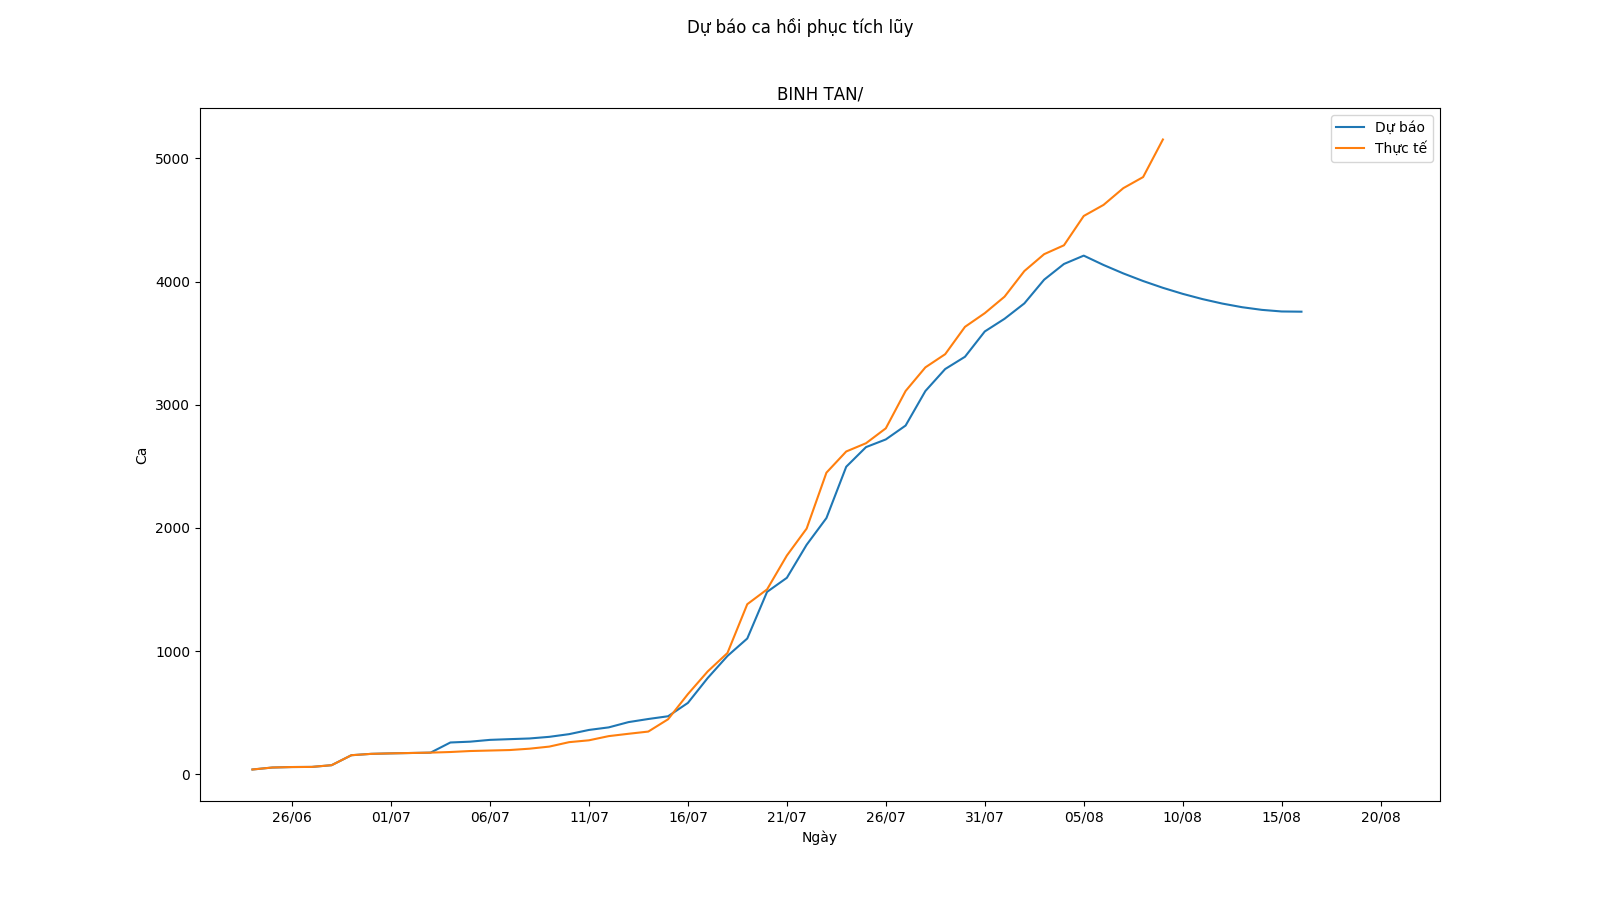 Dự báo ca hồi phục tích lũy
BINH TAN/
Dự báo
Thực tế
5000
4000
3000
2000
1000
0
Ca
26/06 01/07 06/07 11/07 16/07 21/07 26/07 31/07 05/08 10/08 15/08 20/08
Ngày